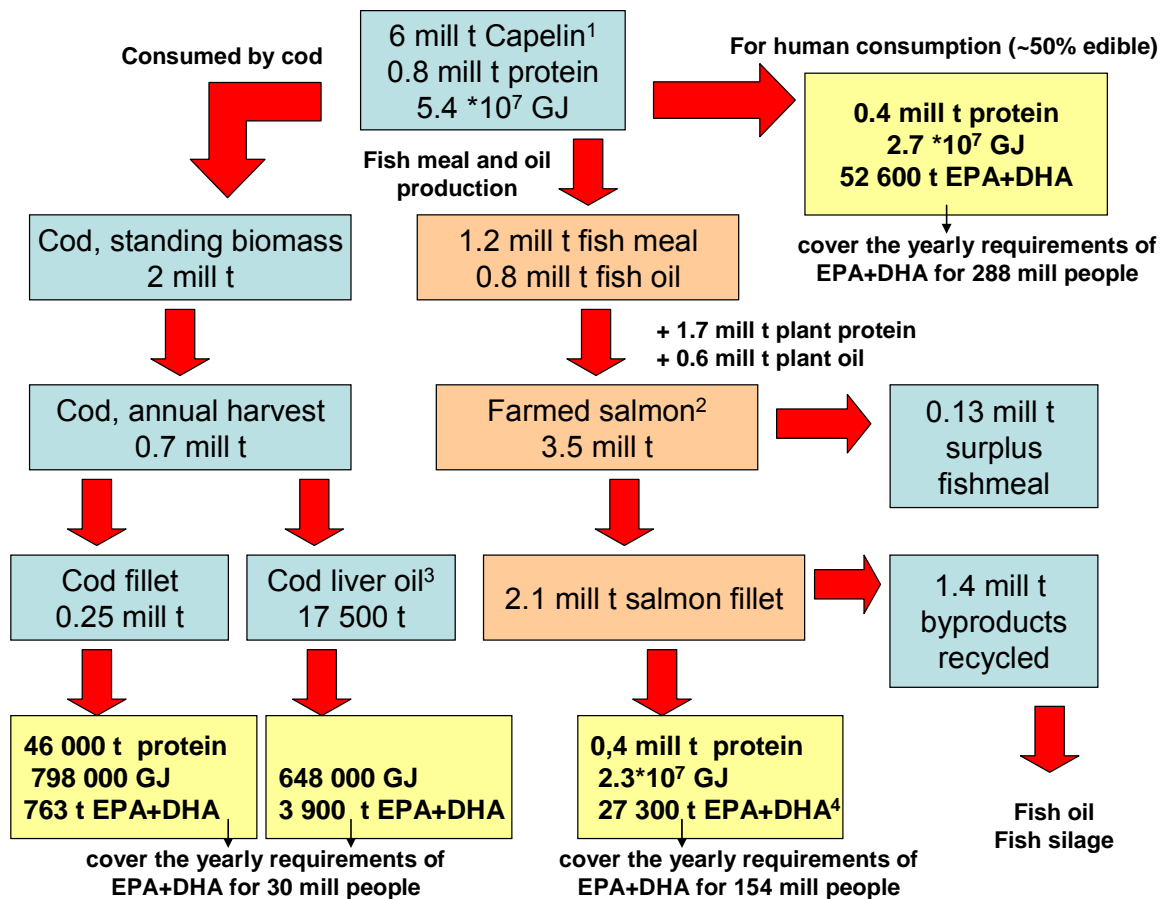 6 mill t Capelin¹
0.8 mill t protein
5.4 *10⁷ GJ
Consumed by cod
For human consumption (~50% edible)
0.4 mill t protein
2.7 *10⁷ GJ
52 600 t EPA+DHA
cover the yearly requirements of
EPA+DHA for 288 mill people
Fish meal and oil
production
Cod, standing biomass
2 mill t
1.2 mill t fish meal
0.8 mill t fish oil
+ 1.7 mill t plant protein
+ 0.6 mill t plant oil
Cod, annual harvest
0.7 mill t
Farmed salmon²
3.5 mill t
0.13 mill t
surplus
fishmeal
Cod fillet
0.25 mill t
Cod liver oil³
17 500 t
2.1 mill t salmon fillet
1.4 mill t
byproducts
recycled
46 000 t protein
798 000 GJ
763 t EPA+DHA
648 000 GJ
3 900 t EPA+DHA
cover the yearly requirements of
EPA+DHA for 30 mill people
0,4 mill t protein
2.3*10⁷ GJ
27 300 t EPA+DHA⁴
cover the yearly requirements of
EPA+DHA for 154 mill people
Fish oil
Fish silage